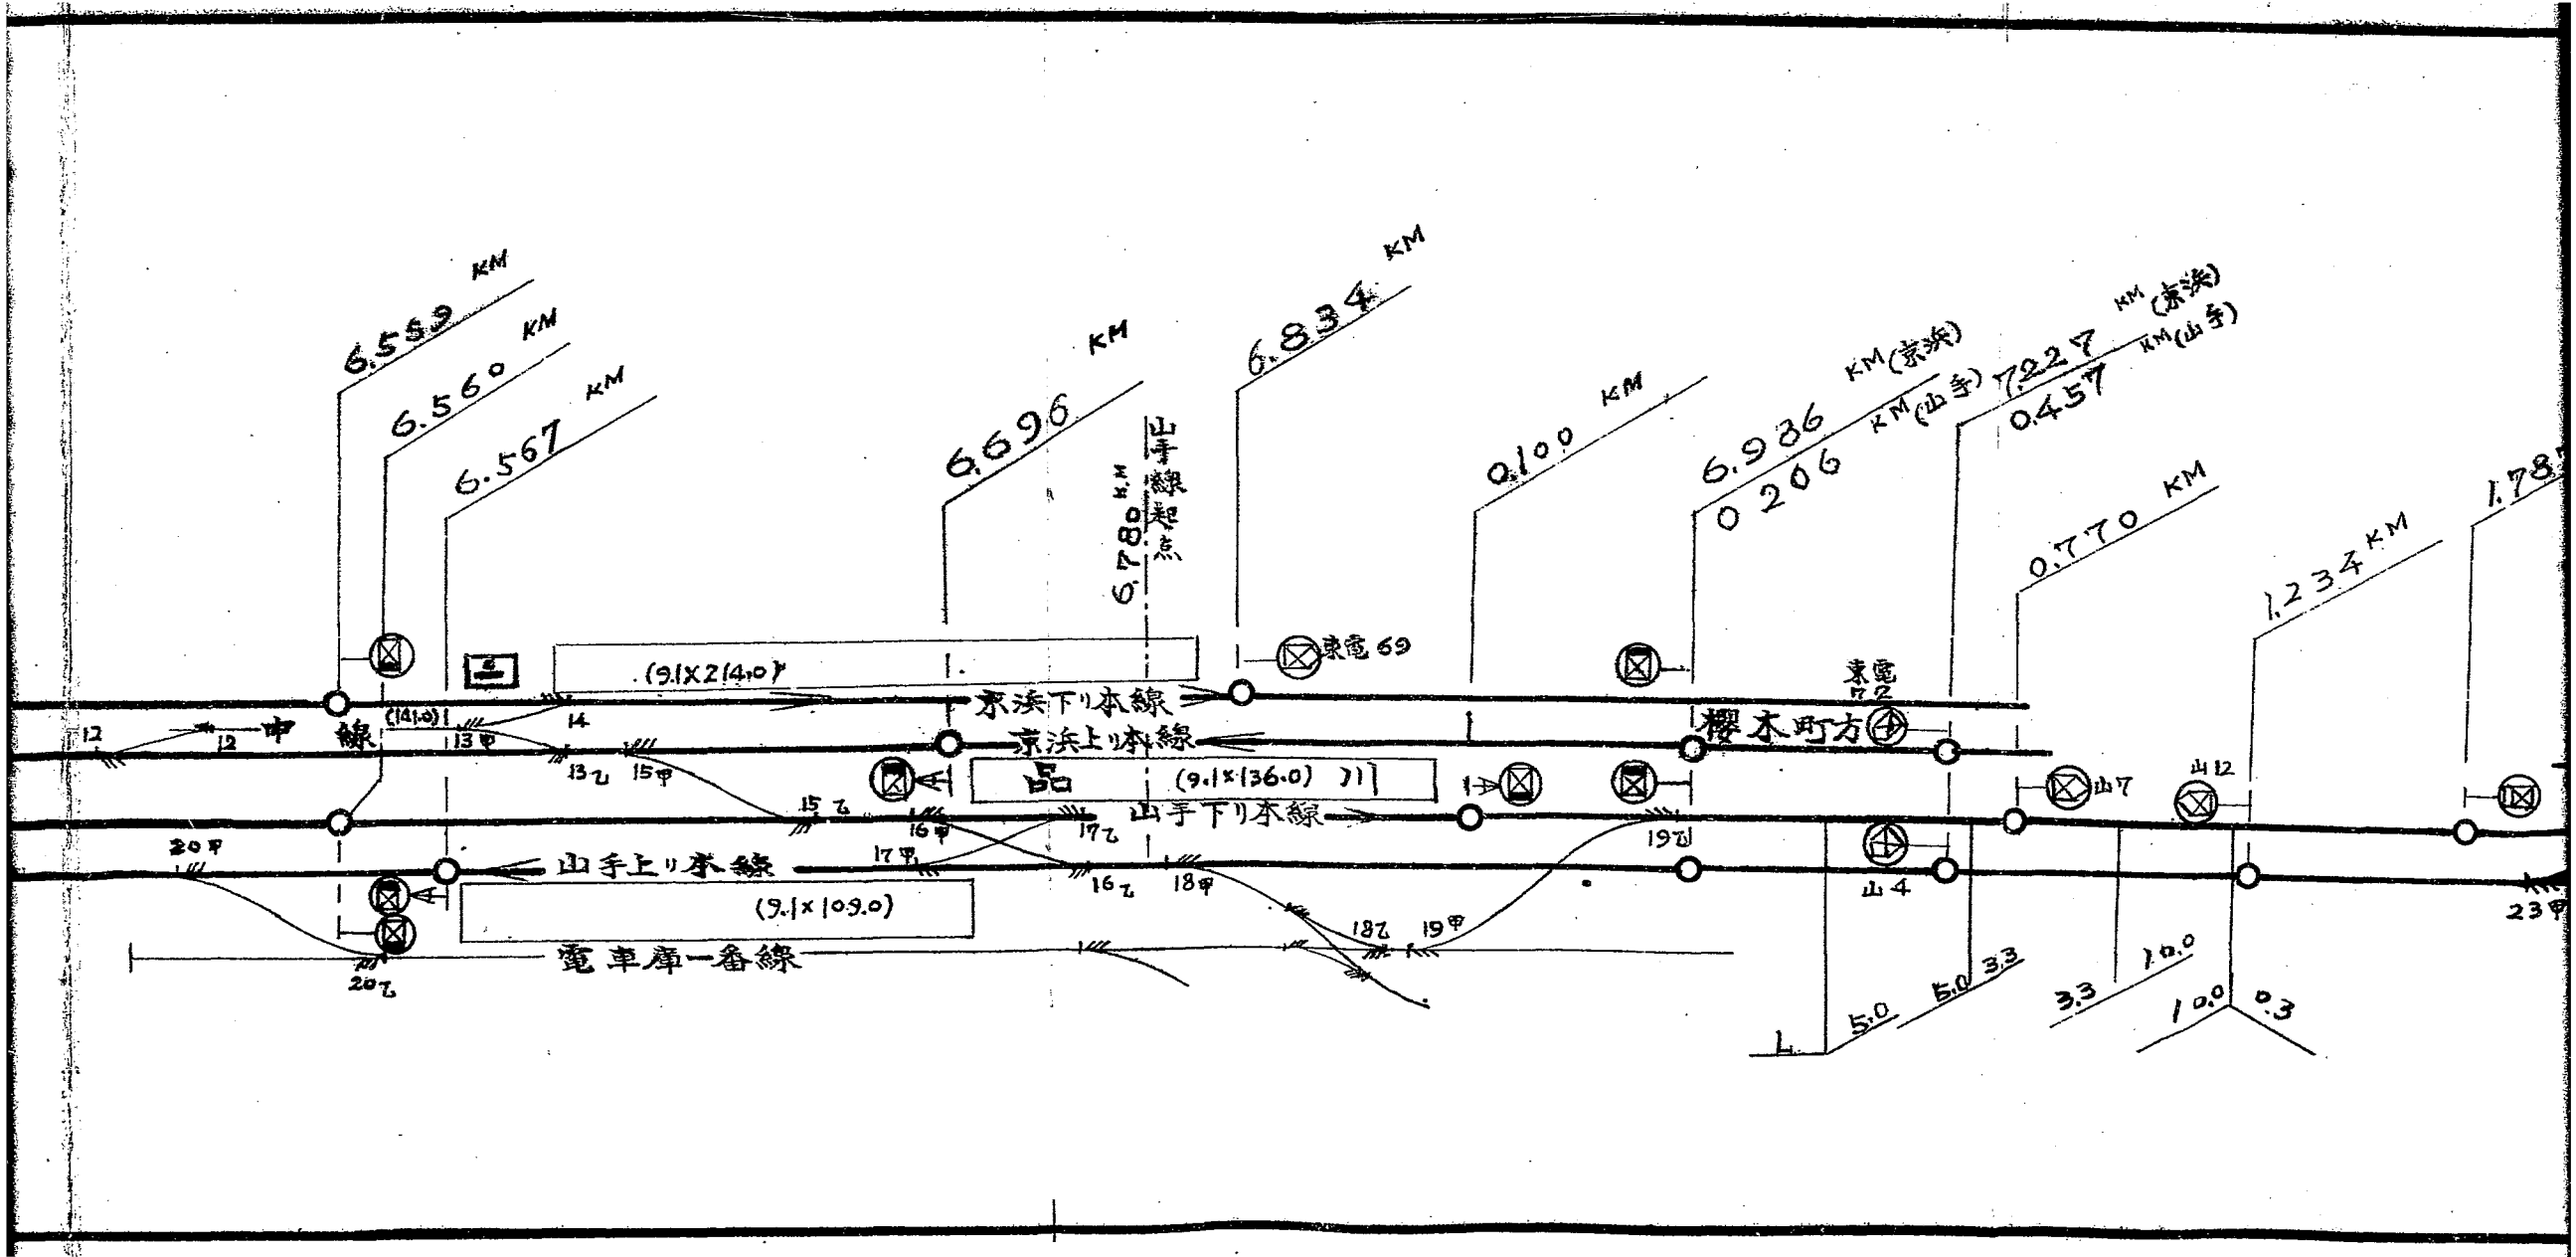 6.559 KM
6.560 KM
6.567 KM
6.696 KM
山手線起点
6.780 K.M
6.834 KM
0.100 KM
6.936 KM(京浜)
0206 KM(山手)
7.227 KM(京浜)
0.457 KM(山手)
0.770 KM
1.234 KM
1.787
(9.1×214.0)
東電 69
東電
72
京浜下り本線
(141.0)
14
12
12
中線
13甲
京浜上り本線
櫻木町方
13乙
15甲
品川
(9.1×136.0)
山7
山12
15乙
16甲
17乙
山手下り本線
19乙
20甲
17甲
山手上り本線
16乙
18甲
山4
23甲
(9.1×109.0)
18乙
19甲
電車庫一番線
20乙
L
5.0
5.0
3.3
3.3
10.0
10.0
0.3